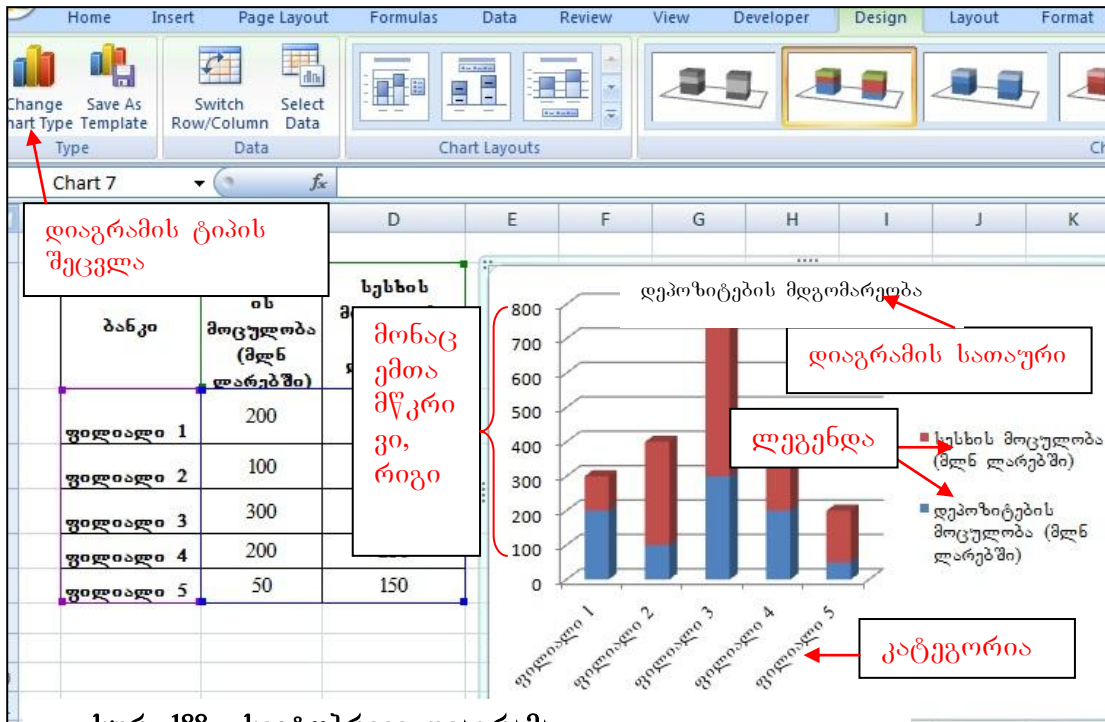 Home Insert Page Layout Formulas Data Review View Developer Design Layout Format
Change Save As Switch Select
Chart Type Template Row/Column Data
Type Data Chart Layouts
Chart 7 fx
D E F G H I J K
დიაგრამის ტიპის
შეცვლა
ბანკი
ის
მოცულობა
(მლნ
ლარებში)
სესხის
ფილიალი 1 200
ფილიალი 2 100
ფილიალი 3 300
ფილიალი 4 200
ფილიალი 5 50 150
მონაც
ემთა
მწკრი
ვი,
რიგი
დეპოზიტების მდგომარეობა
დიაგრამის სათაური
800
700
600
500
400
300
200
100
0
ლეგენდა
სესხის მოცულობა
(მლნ ლარებში)
დეპოზიტების
მოცულობა (მლნ
ლარებში)
ფილიალი 1 ფილიალი 2 ფილიალი 3 ფილიალი 4 ფილიალი 5
კატეგორია
188